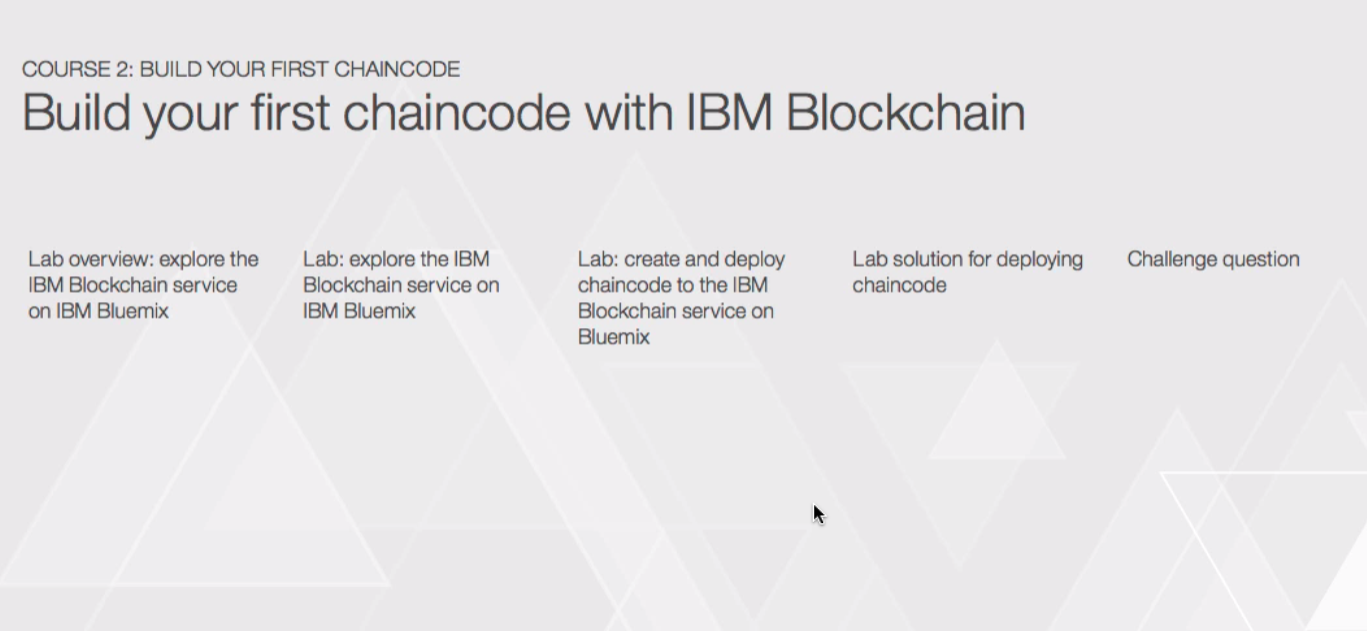 COURSE 2: BUILD YOUR FIRST CHAINCODE
Build your first chaincode with IBM Blockchain
Lab overview: explore the
IBM Blockchain service
on IBM Bluemix
Lab: explore the IBM
Blockchain service on
IBM Bluemix
Lab: create and deploy
chaincode to the IBM
Blockchain service on
Bluemix
Lab solution for deploying
chaincode
Challenge question